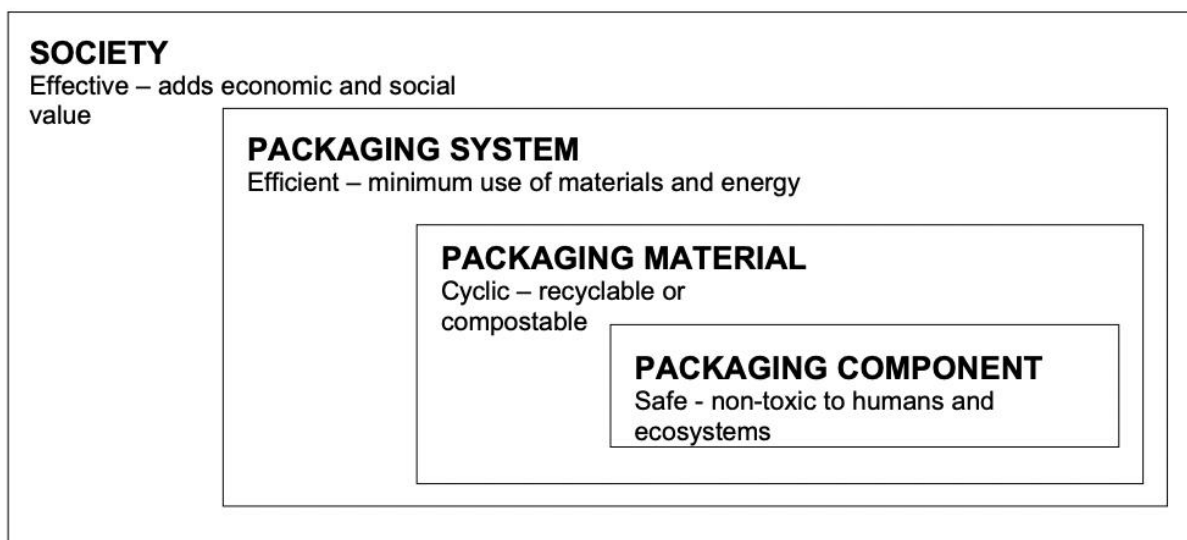 SOCIETY
Effective – adds economic and social
value
PACKAGING SYSTEM
Efficient – minimum use of materials and energy
PACKAGING MATERIAL
Cyclic – recyclable or
compostable
PACKAGING COMPONENT
Safe - non-toxic to humans and
ecosystems